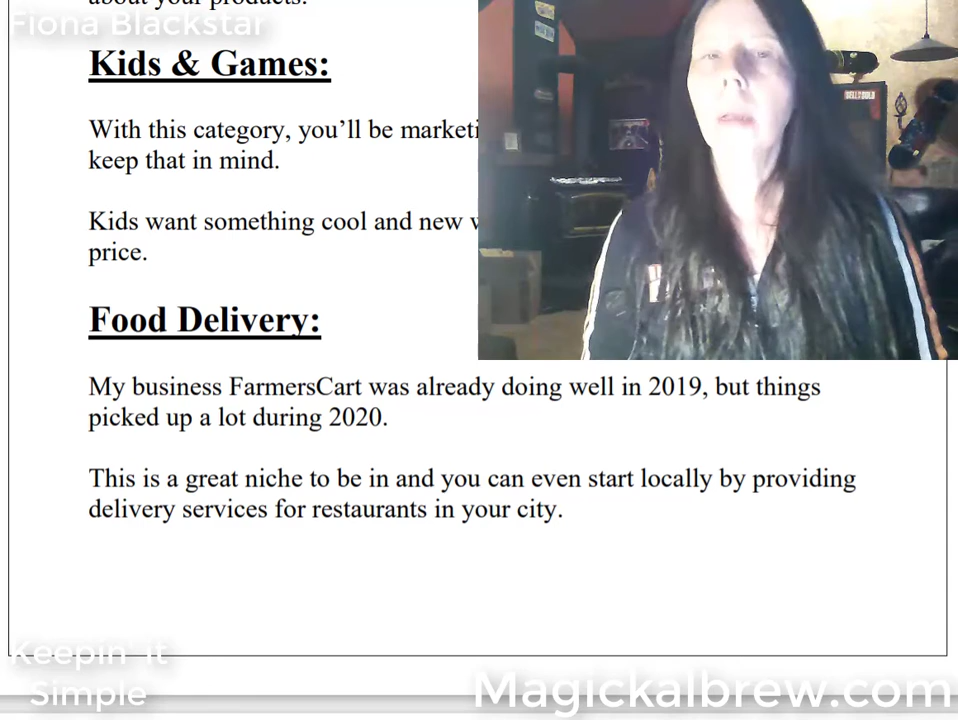 Fiona Blackstar
about your products.
Kids & Games:
With this category, you’ll be marketi
keep that in mind.
Kids want something cool and new
price.
Food Delivery:
My business FarmersCart was already doing well in 2019, but things
picked up a lot during 2020.
This is a great niche to be in and you can even start locally by providing
delivery services for restaurants in your city.
Keepin' it
Simple
Magickalbrew.com